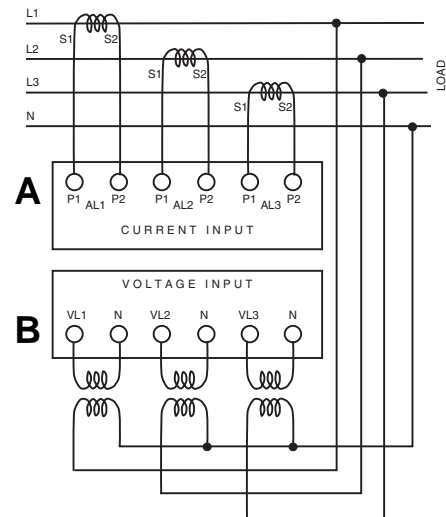 L1
S1 S2
L2
S1 S2
L3
S1 S2
N
LOAD
A
P1 AL1 P2 P1 AL2 P2 P1 AL3 P2
CURRENT INPUT
VOLTAGE INPUT
B
VL1 N VL2 N VL3 N